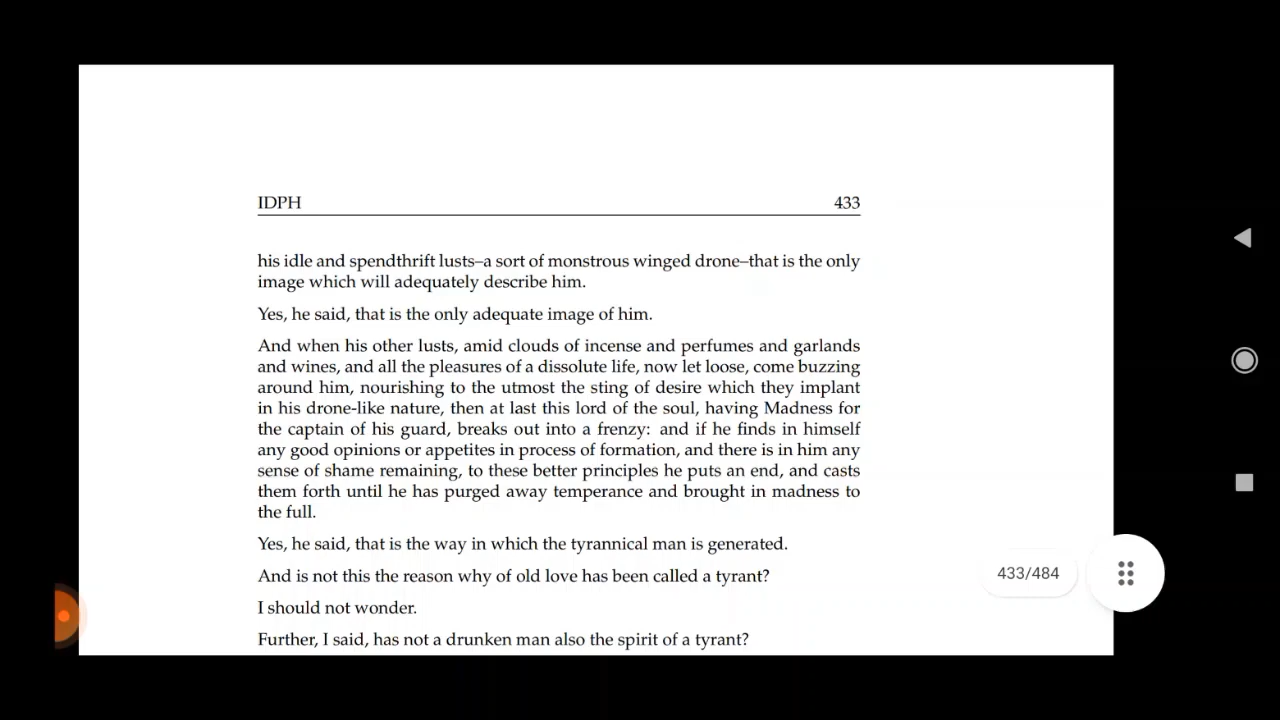 IDPH 433
his idle and spendthrift lusts–a sort of monstrous winged drone–that is the only
image which will adequately describe him.
Yes, he said, that is the only adequate image of him.
And when his other lusts, amid clouds of incense and perfumes and garlands
and wines, and all the pleasures of a dissolute life, now let loose, come buzzing
around him, nourishing to the utmost the sting of desire which they implant
in his drone-like nature, then at last this lord of the soul, having Madness for
the captain of his guard, breaks out into a frenzy: and if he finds in himself
any good opinions or appetites in process of formation, and there is in him any
sense of shame remaining, to these better principles he puts an end, and casts
them forth until he has purged away temperance and brought in madness to
the full.
Yes, he said, that is the way in which the tyrannical man is generated.
And is not this the reason why of old love has been called a tyrant?
I should not wonder.
Further, I said, has not a drunken man also the spirit of a tyrant?
433/484